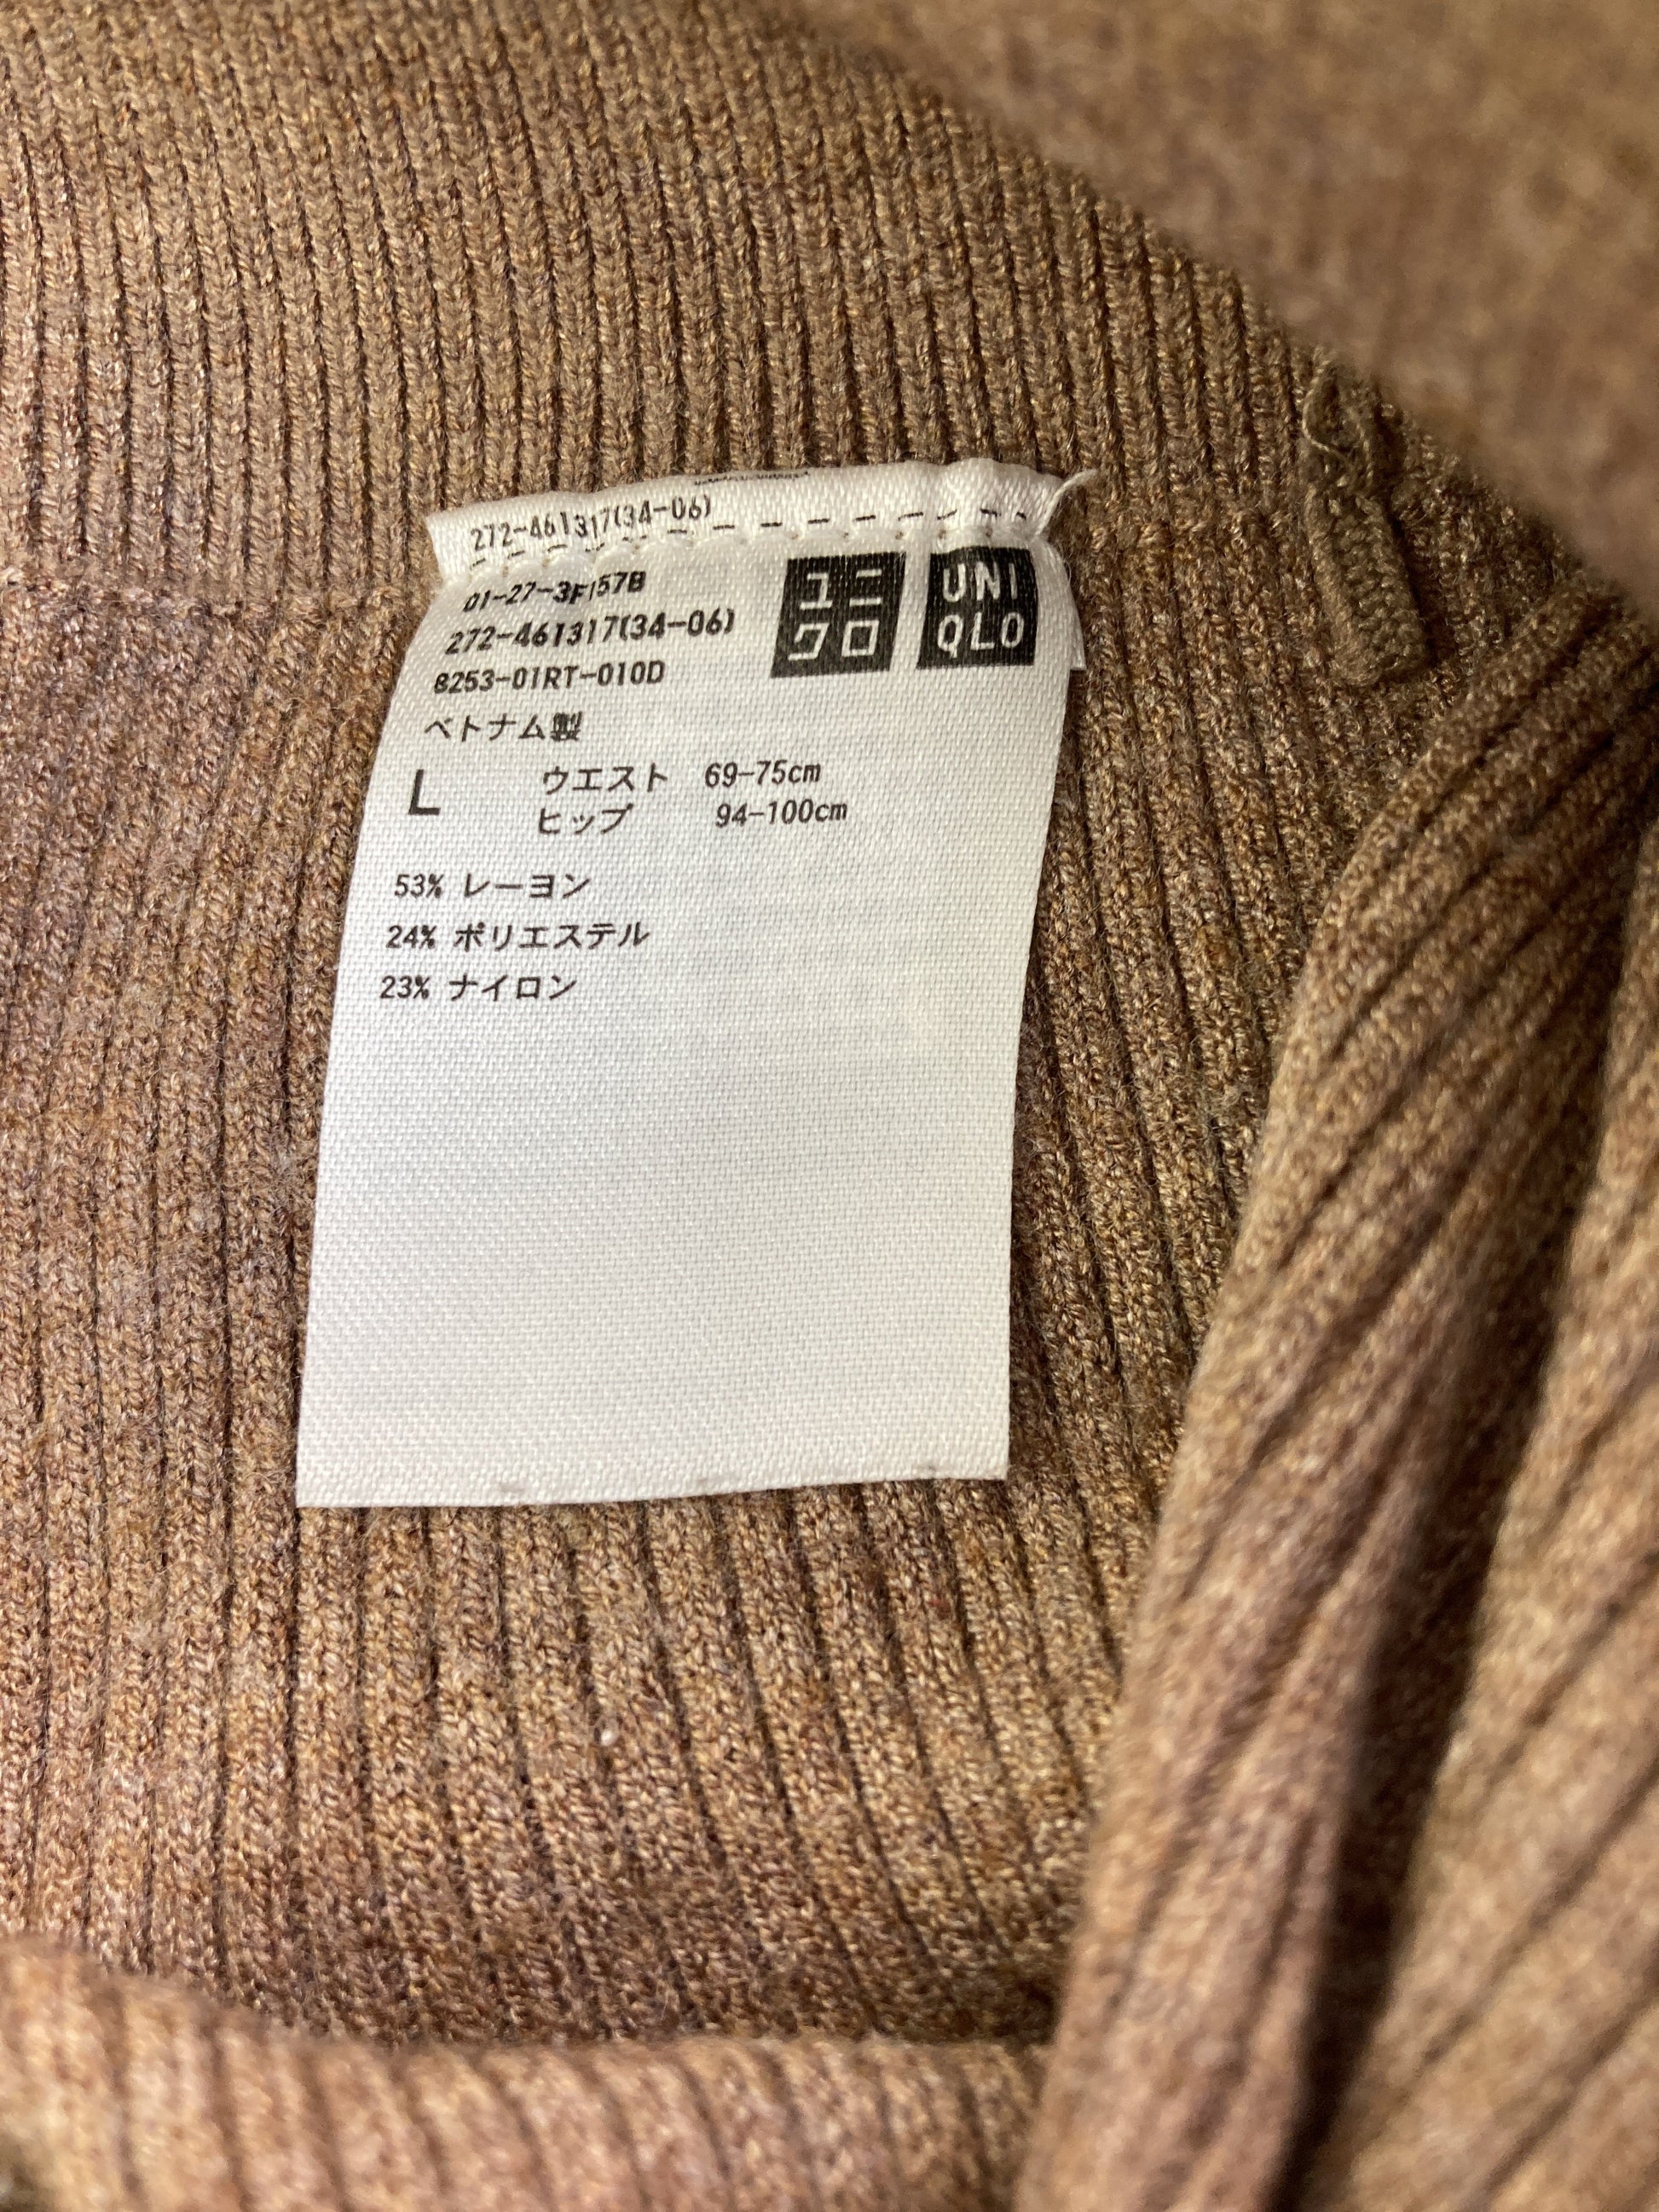 272-461317(34-06)
01-27-3F157B
272-461317(34-06)
8253-01RT-010D
ユニ
クロ
UNI
QLO
ベトナム製
L
ウエスト 69-75cm
ヒップ 94-100cm
53% レーヨン
24% ポリエステル
23% ナイロン